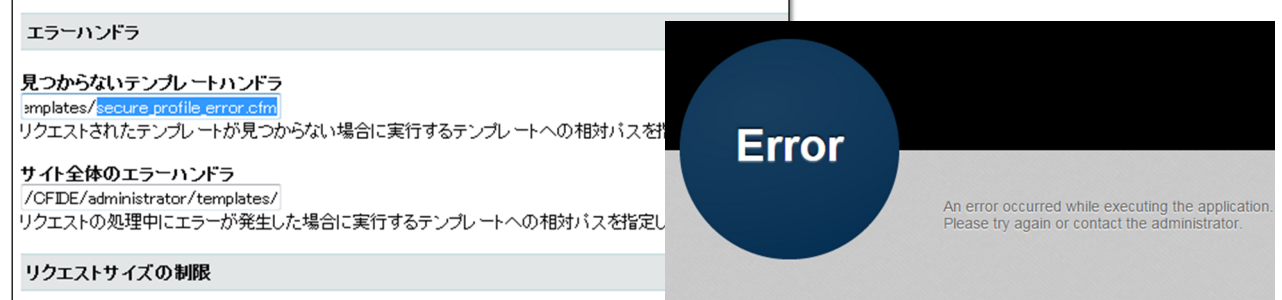 エラーハンドラ
見つからないテンプレートハンドラ
emplates/secure_profile_error.cfm
リクエストされたテンプレートが見つからない場合に実行するテンプレートへの相対パスを指
サイト全体のエラーハンドラ
/CFIDE/administrator/templates/
リクエストの処理中にエラーが発生した場合に実行するテンプレートへの相対パスを指定し
リクエストサイズの制限
Error
An error occurred while executing the application.
Please try again or contact the administrator.